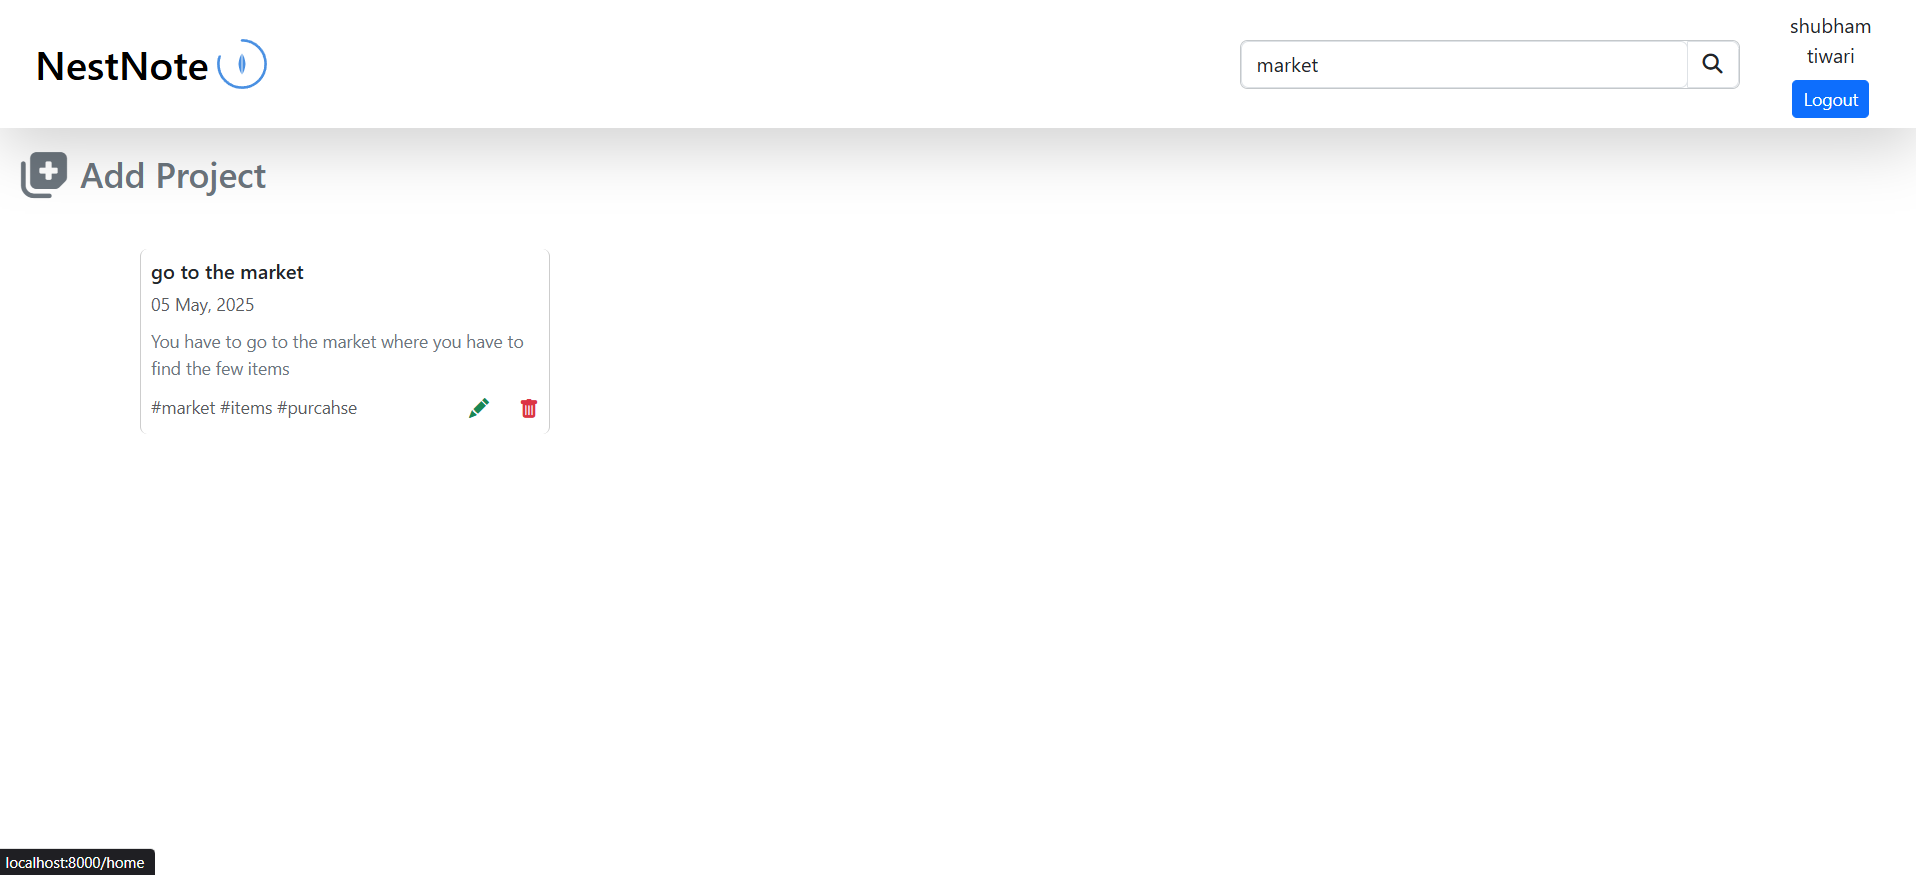 NestNote
market
shubham
tiwari
Logout
Add Project
go to the market
05 May, 2025
You have to go to the market where you have to
find the few items
#market #items #purcahse
localhost:8000/home